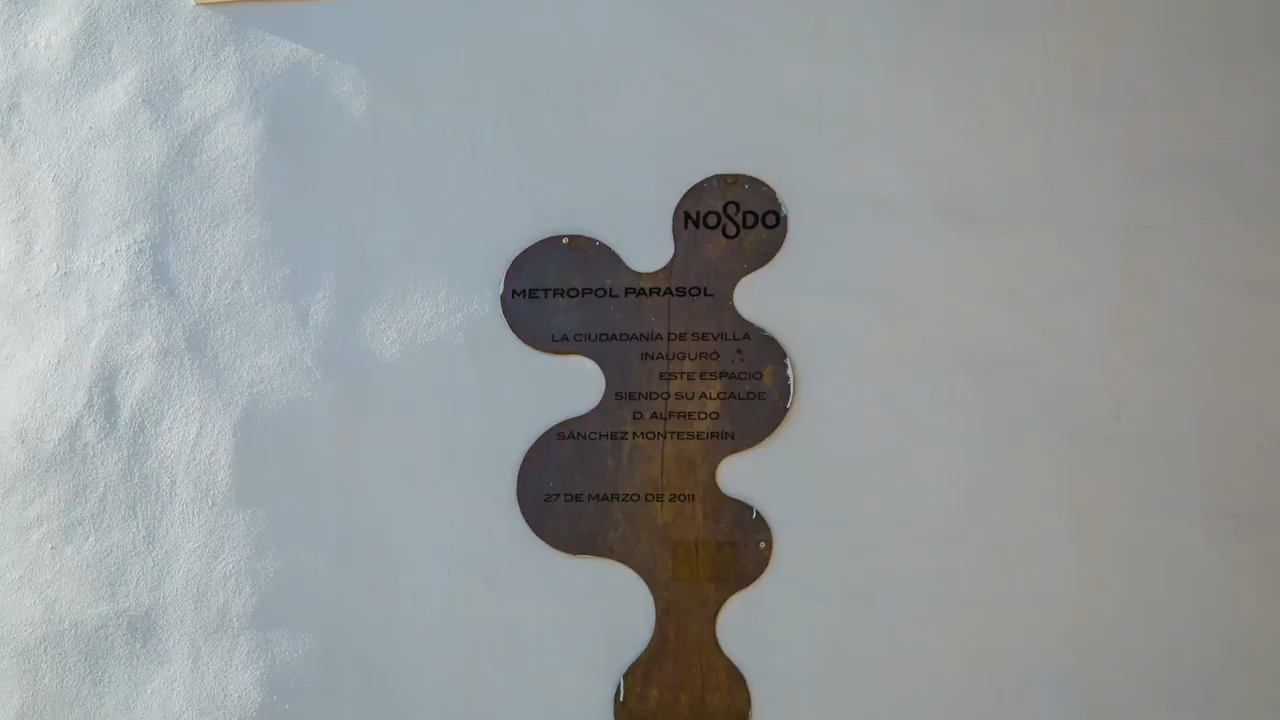 NO8DO
METROPOL PARASOL
LA CIUDADANÍA DE SEVILLA
INAUGURÓ
ESTE ESPACIO
SIENDO SU ALCALDE
D. ALFREDO
SÁNCHEZ MONTESEIRÍN
27 DE MARZO DE 2011